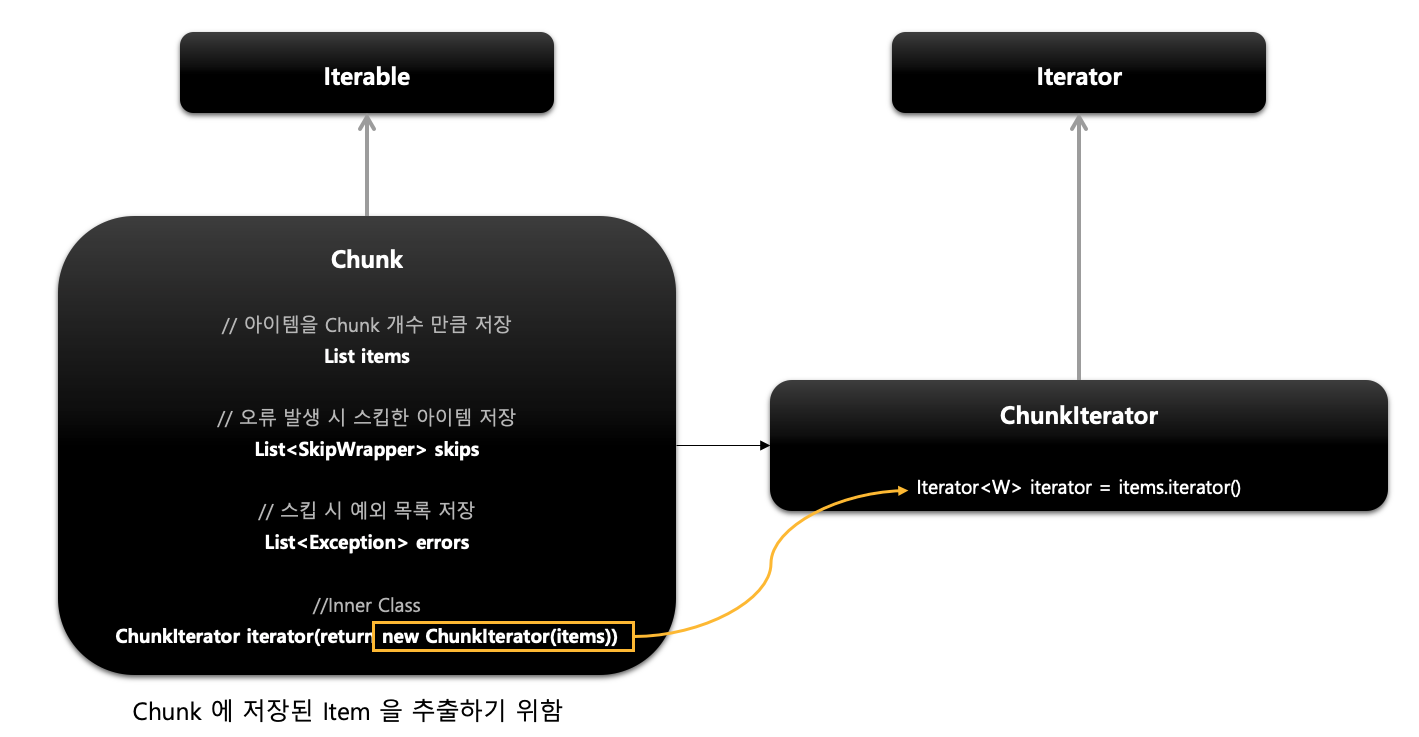 Iterable
Iterator
Chunk
// 아이템을 Chunk 개수 만큼 저장
List items
// 오류 발생 시 스킵한 아이템 저장
List<SkipWrapper> skips
// 스킵 시 예외 목록 저장
List<Exception> errors
//Inner Class
ChunkIterator iterator(return new ChunkIterator(items))
ChunkIterator
Iterator<W> iterator = items.iterator()
Chunk 에 저장된 Item 을 추출하기 위함